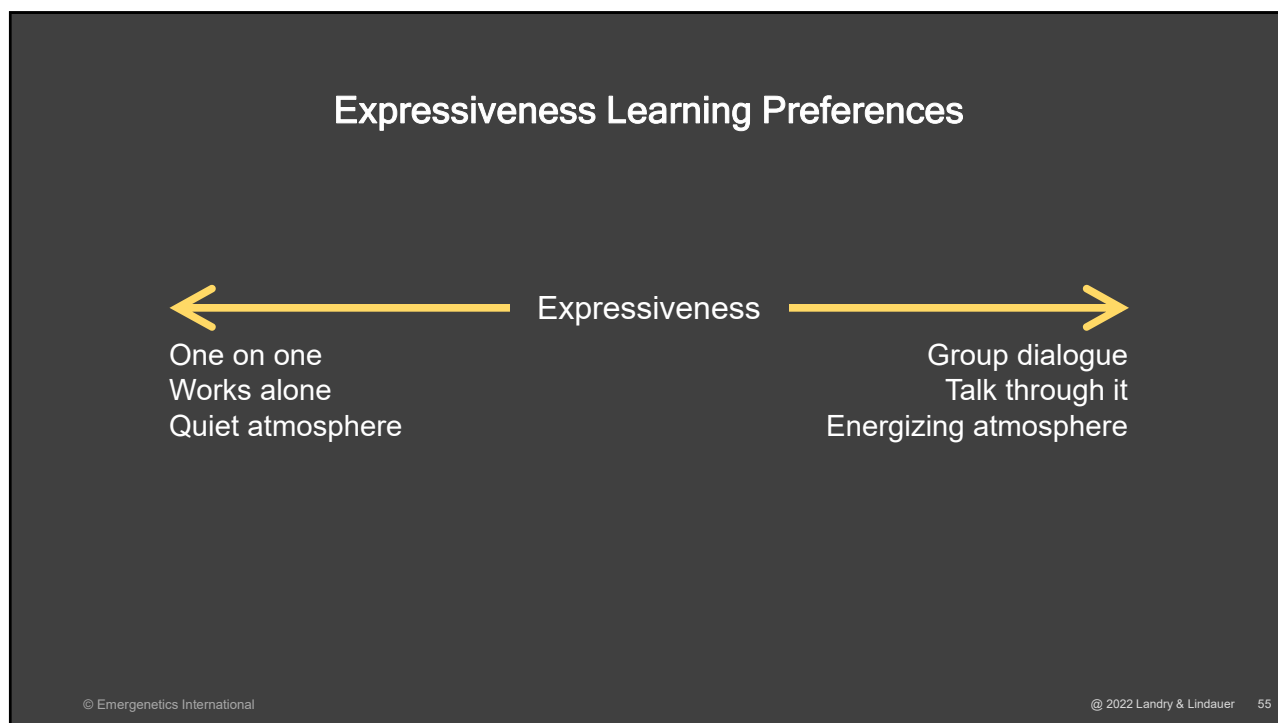 Expressiveness Learning Preferences
Expressiveness
One on one
Works alone
Quiet atmosphere
Group dialogue
Talk through it
Energizing atmosphere
© Emergenetics International
@ 2022 Landry & Lindauer 55